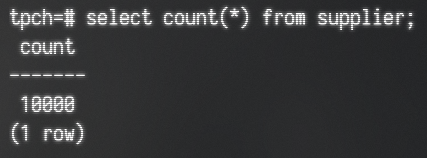 tpch=# select count(*) from supplier;
 count
-------
 10000
(1 row)